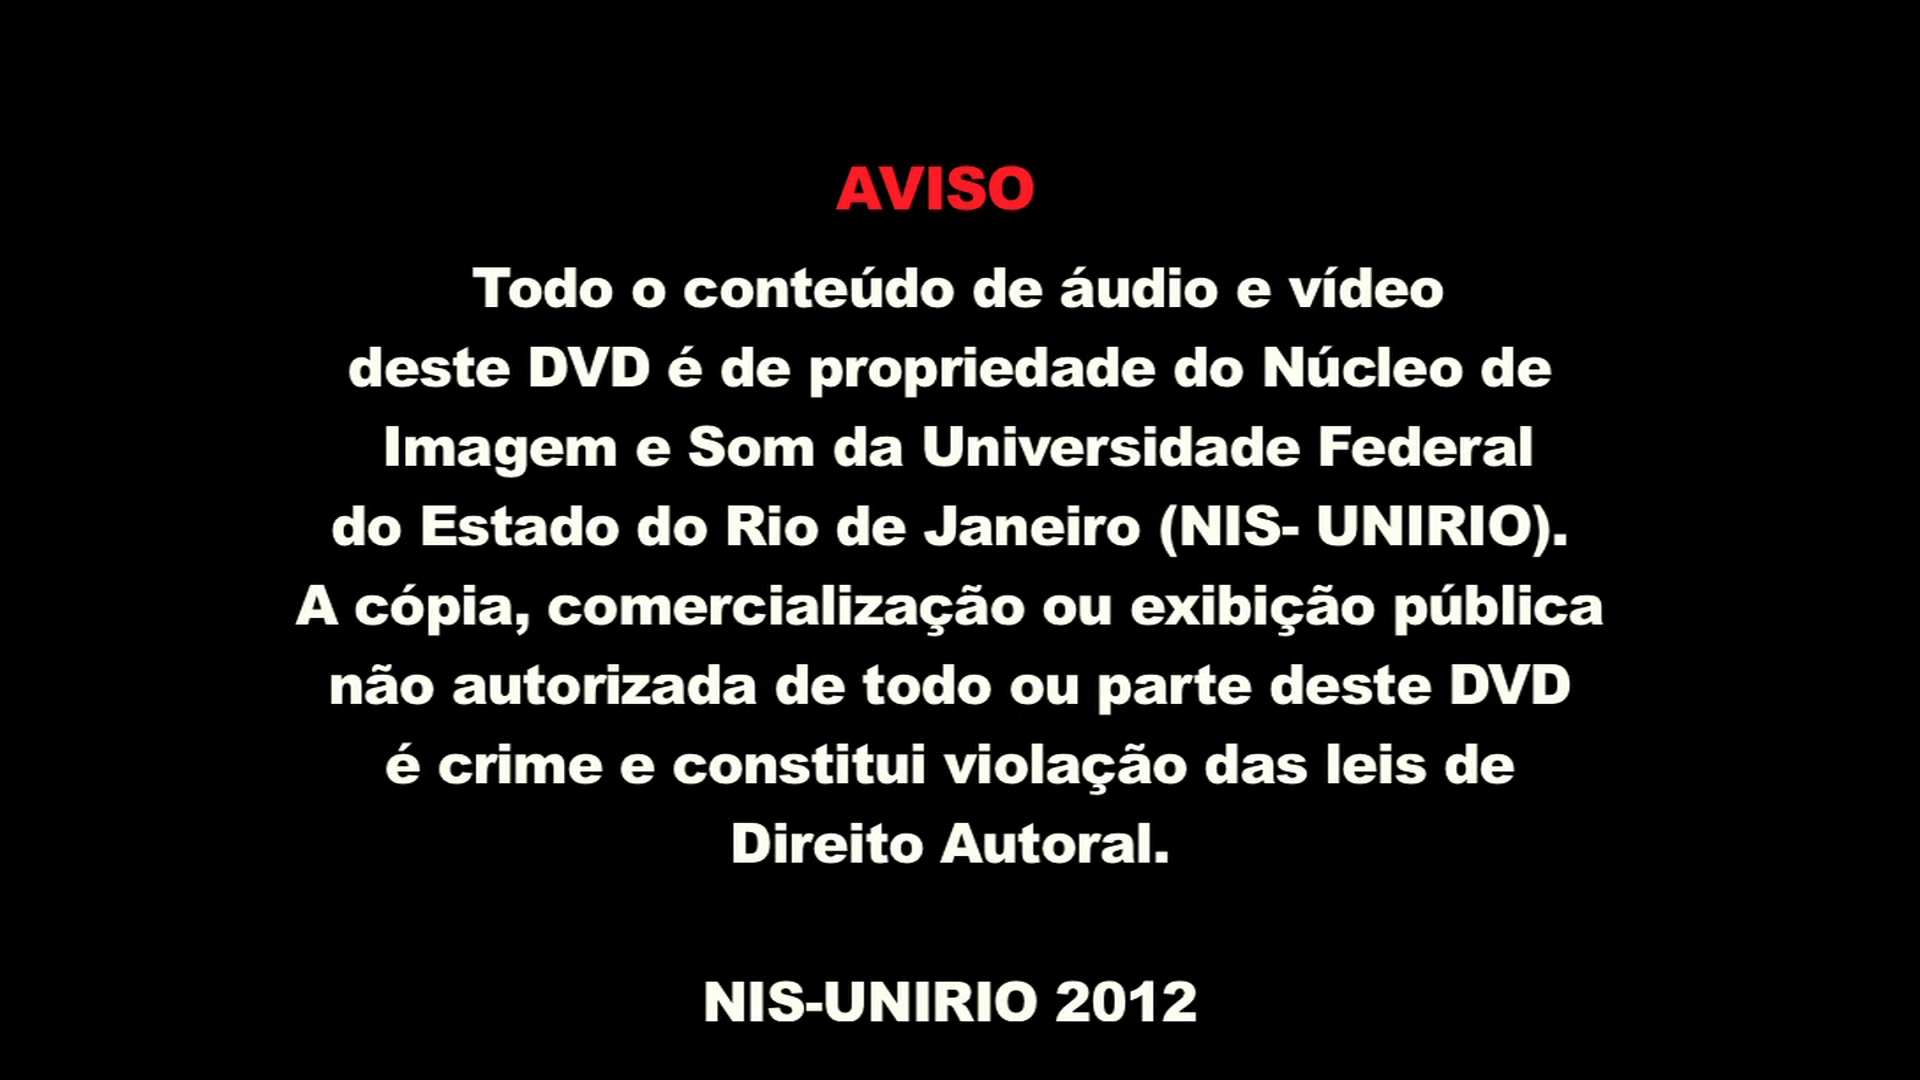 AVISO
Todo o conteúdo de áudio e vídeo
deste DVD é de propriedade do Núcleo de
Imagem e Som da Universidade Federal
do Estado do Rio de Janeiro (NIS- UNIRIO).
A cópia, comercialização ou exibição pública
não autorizada de todo ou parte deste DVD
é crime e constitui violação das leis de
Direito Autoral.
NIS-UNIRIO 2012